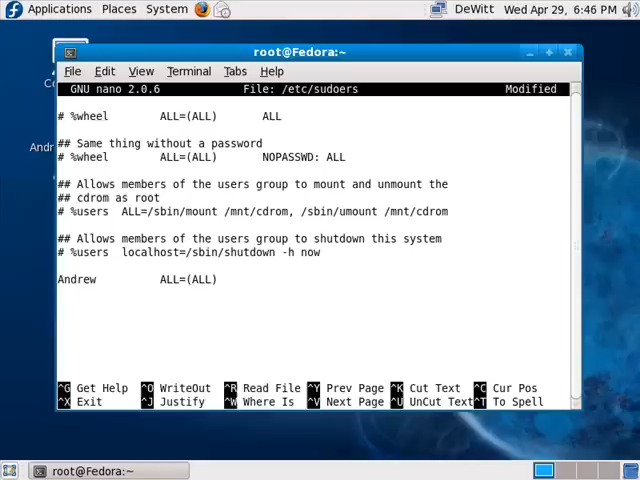 Applications Places System
DeWitt Wed Apr 29, 6:46 PM
root@Fedora:~
File Edit View Terminal Tabs Help
GNU nano 2.0.6 File: /etc/sudoers Modified
# %wheel ALL=(ALL) ALL
## Same thing without a password
# %wheel ALL=(ALL) NOPASSWD: ALL
## Allows members of the users group to mount and unmount the
## cdrom as root
# %users ALL=/sbin/mount /mnt/cdrom, /sbin/umount /mnt/cdrom
## Allows members of the users group to shutdown this system
# %users localhost=/sbin/shutdown -h now
Andrew ALL=(ALL)
^G Get Help ^O WriteOut ^R Read File ^Y Prev Page ^K Cut Text ^C Cur Pos
^X Exit ^J Justify ^W Where Is ^V Next Page ^U UnCut Text ^T To Spell
root@Fedora:~